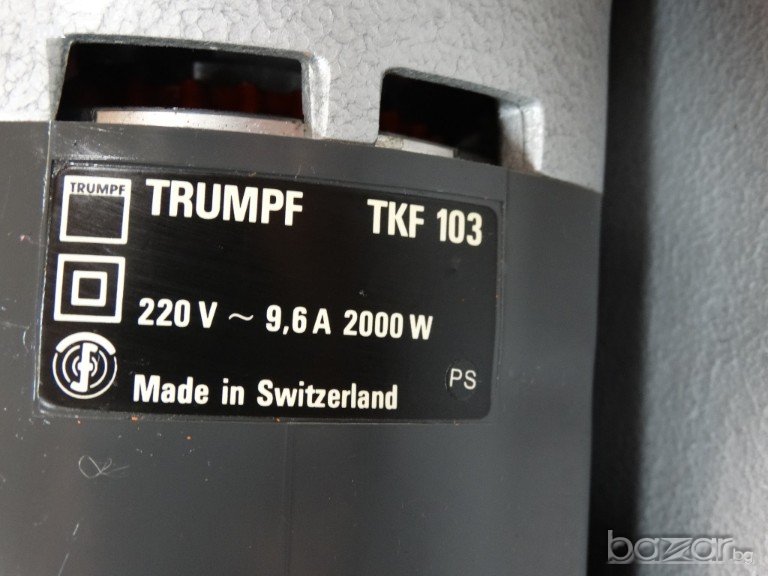 TRUMPF
TRUMPF TKF 103
220 V ~ 9,6 A 2000 W
Made in Switzerland
PS
bazar.bg